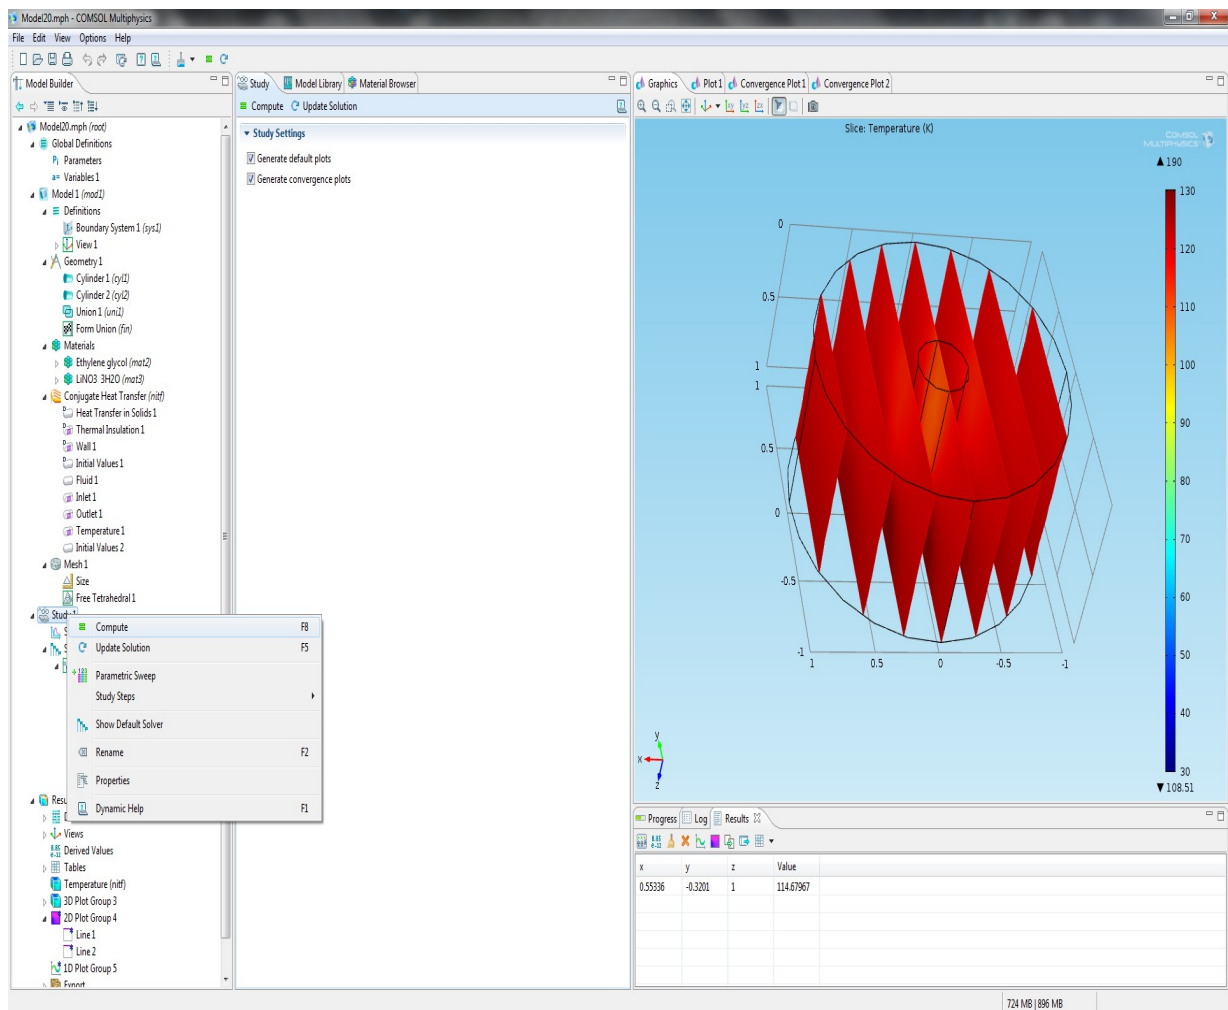 Model20.mph - COMSOL Multiphysics
File Edit View Options Help
Model Builder
Model20.mph (root)
Global Definitions
Pi Parameters
a= Variables 1
Model 1 (mod1)
Definitions
Boundary System 1 (sys1)
View 1
Geometry 1
Cylinder 1 (cyl1)
Cylinder 2 (cyl2)
Union 1 (uni1)
Form Union (fin)
Materials
Ethylene glycol (mat2)
LiNO3 3H2O (mat3)
Conjugate Heat Transfer (nitf)
Heat Transfer in Solids 1
Thermal Insulation 1
Wall 1
Initial Values 1
Fluid 1
Inlet 1
Outlet 1
Temperature 1
Initial Values 2
Mesh 1
Size
Free Tetrahedral 1
Study 1
Compute F8
Update Solution F5
Parametric Sweep
Study Steps
Show Default Solver
Rename F2
Properties
Dynamic Help F1
Views
Derived Values
Tables
Temperature (nitf)
3D Plot Group 3
2D Plot Group 4
Line 1
Line 2
1D Plot Group 5
Export
Study Model Library Material Browser
Compute Update Solution
Study Settings
Generate default plots
Generate convergence plots
Graphics Plot 1 Convergence Plot 1 Convergence Plot 2
xy yz zx
Slice: Temperature (K)
COMSOL
MULTIPHYSICS
▲ 190
130
120
110
100
90
80
70
60
50
40
30
▼ 108.51
0
0.5
1
1
0.5
0
-0.5
-1
1 0.5 0 -0.5 -1
y
x
z
Progress Log Results
x y z Value
0.55336 -0.3201 1 114.67967
724 MB | 896 MB